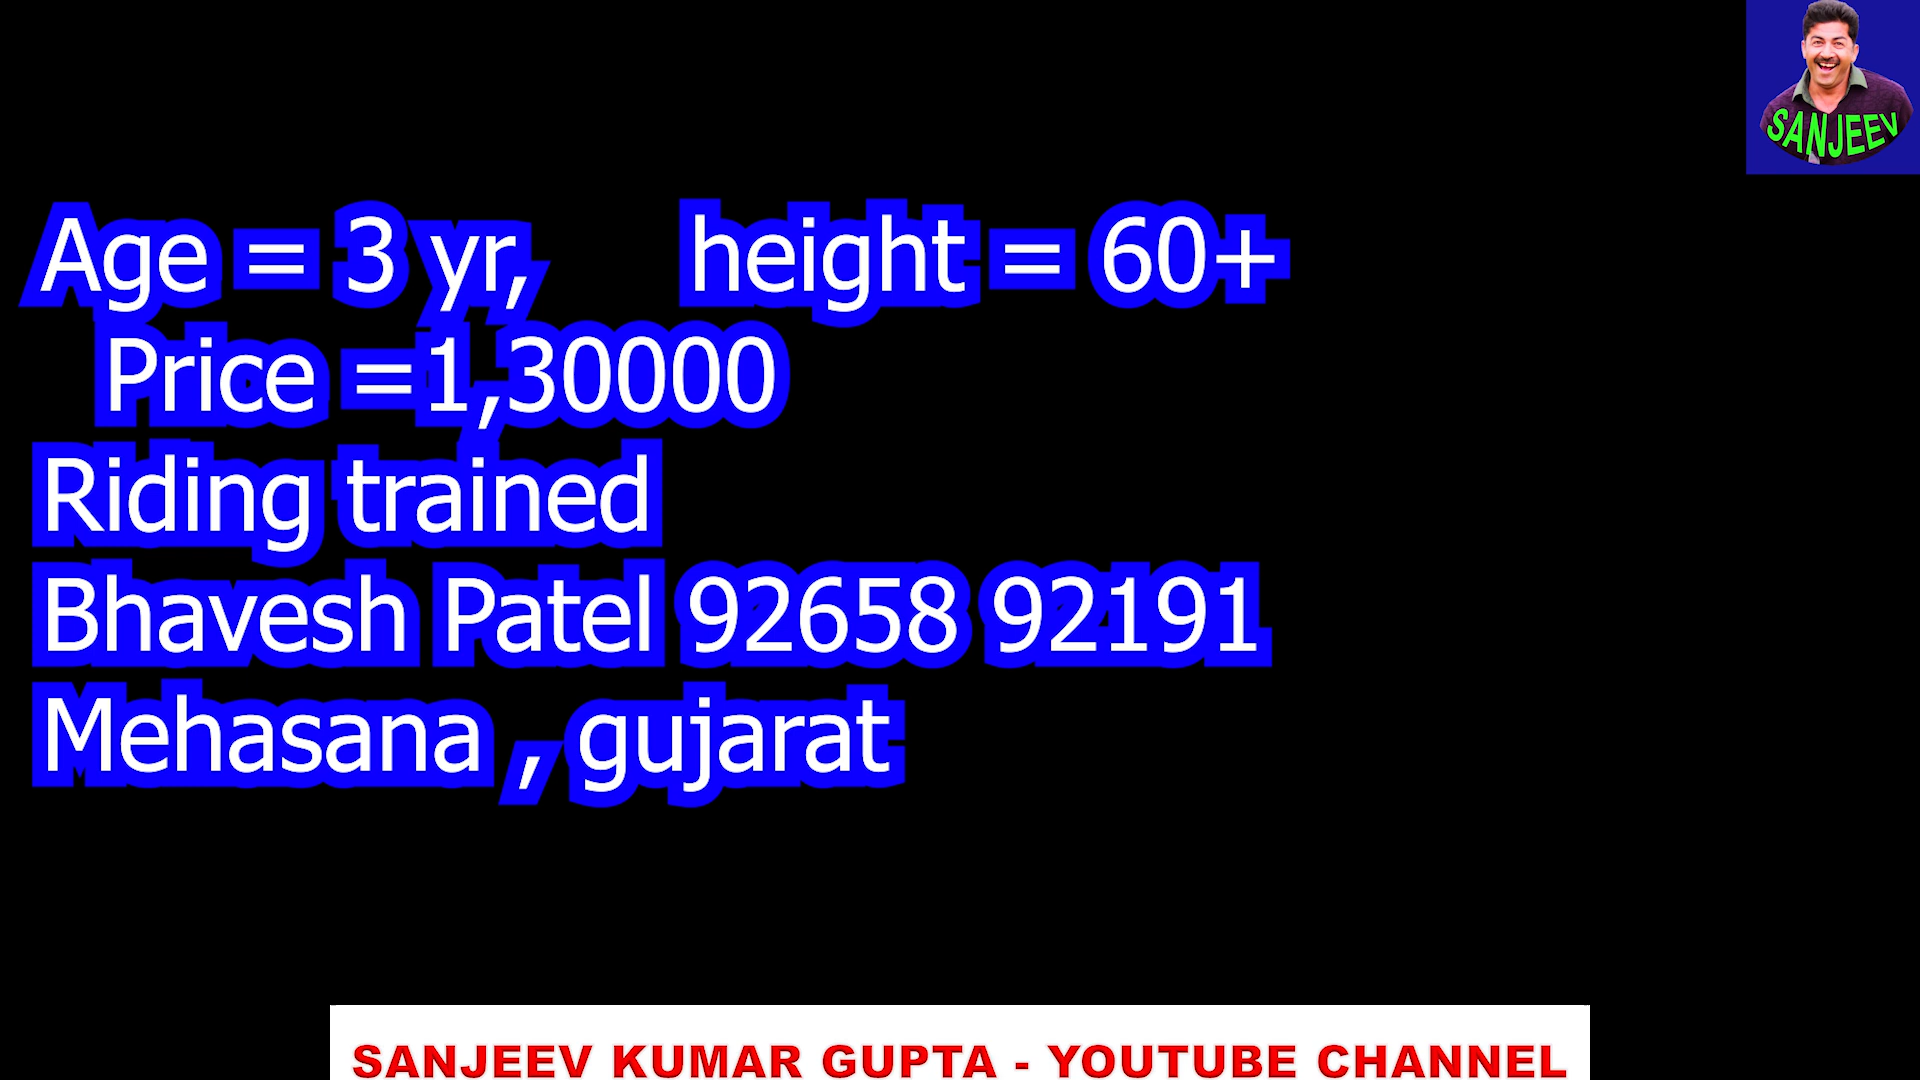 SANJEEV
Age = 3 yr, height = 60+
Price =1,30000
Riding trained
Bhavesh Patel 92658 92191
Mehasana , gujarat
SANJEEV KUMAR GUPTA - YOUTUBE CHANNEL